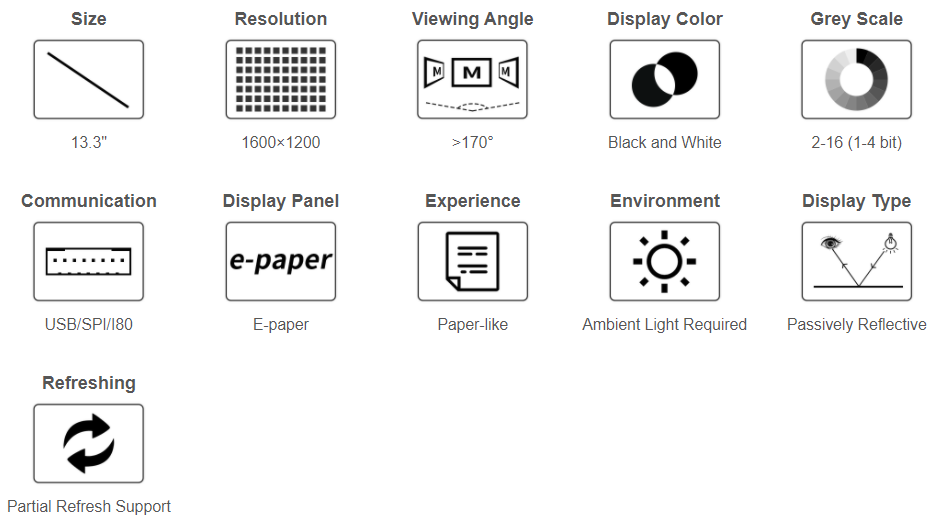 Size
Resolution
Viewing Angle
Display Color
Grey Scale
M M M
13.3"
1600×1200
>170°
Black and White
2-16 (1-4 bit)
Communication
Display Panel
Experience
Environment
Display Type
e-paper
USB/SPI/I80
E-paper
Paper-like
Ambient Light Required
Passively Reflective
Refreshing
Partial Refresh Support